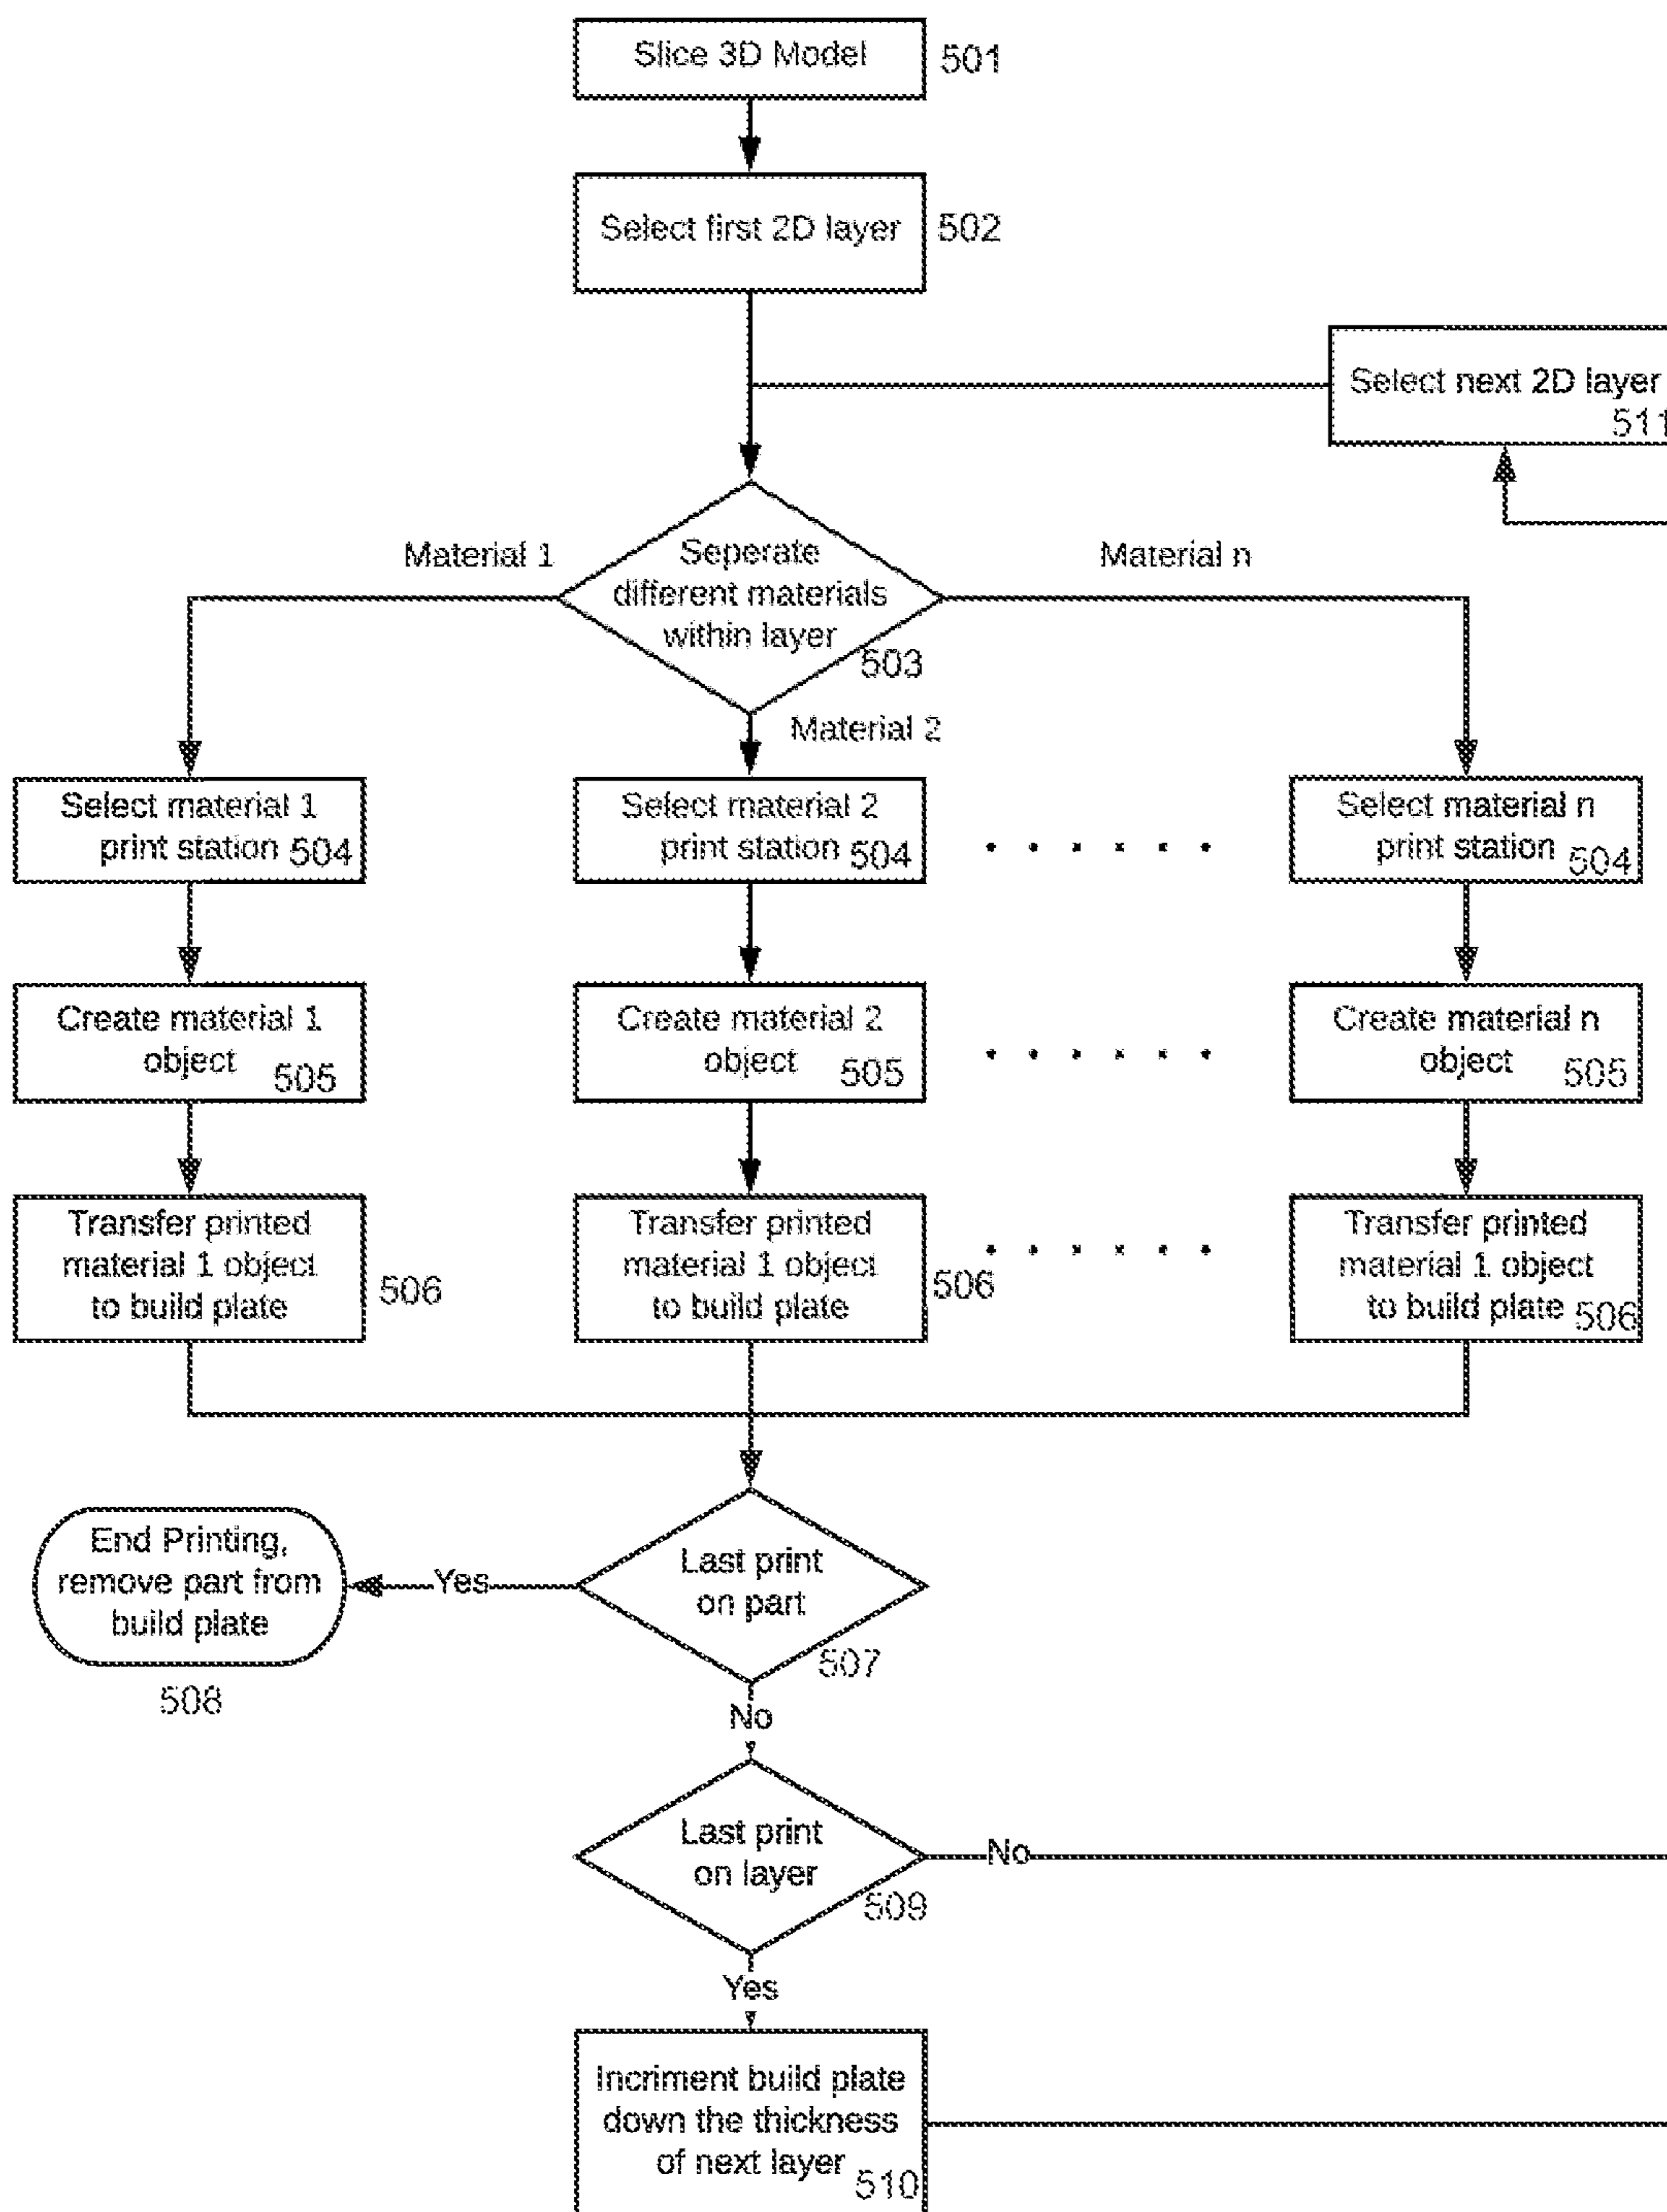 Slice 3D Model
501
Select first 2D layer
502
Select next 2D layer
511
Material 1
Seperate
different materials
within layer
503
Material n
Material 2
Select material 1
print station 504
Select material 2
print station 504
Select material n
print station 504
Create material 1
object 505
Create material 2
object 505
Create material n
object 505
Transfer printed
material 1 object
to build plate
506
Transfer printed
material 1 object
to build plate
506
Transfer printed
material 1 object
to build plate 506
End Printing,
remove part from
build plate
508
Yes
Last print
on part
507
No
Last print
on layer
509
No
Yes
Incriment build plate
down the thickness
of next layer
510